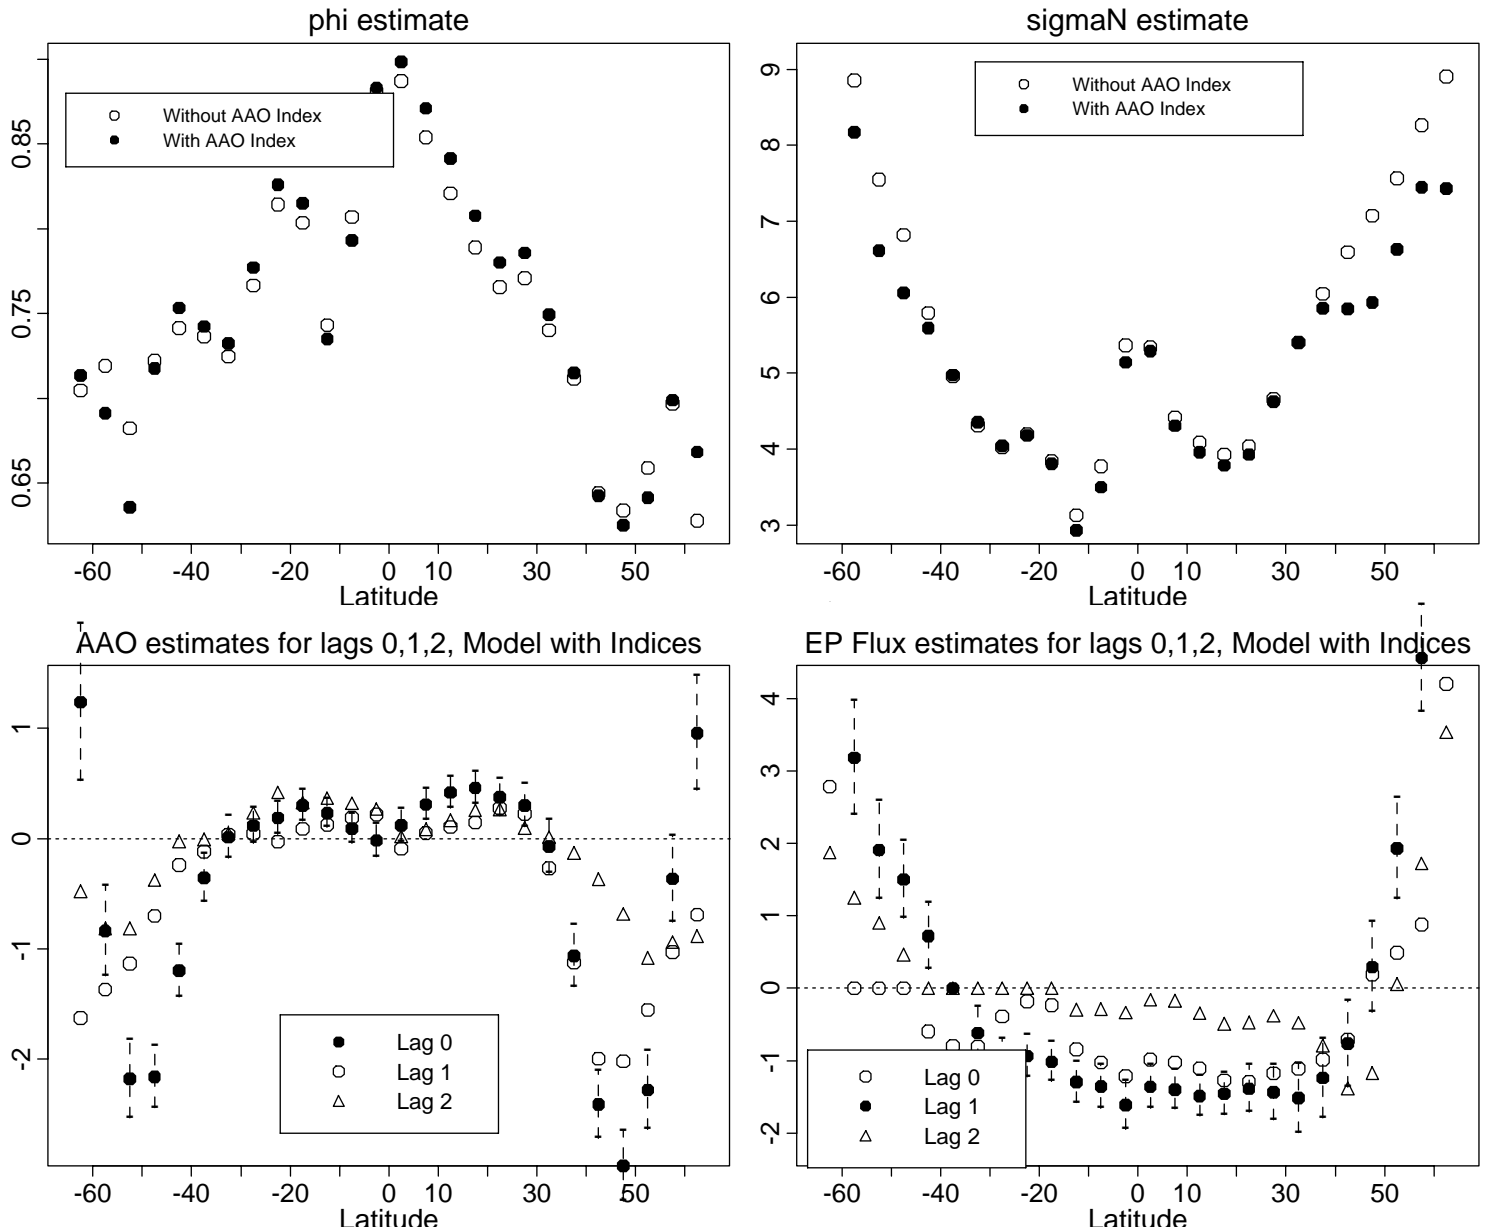 phi estimate
Without AAO Index
With AAO Index
0.65 0.75 0.85
-60 -40 -20 0 10 30 50
Latitude
sigmaN estimate
Without AAO Index
With AAO Index
3 4 5 6 7 8 9
-60 -40 -20 0 10 30 50
Latitude
AAO estimates for lags 0,1,2, Model with Indices
Lag 0
Lag 1
Lag 2
-2 -1 0 1
-60 -40 -20 0 10 30 50
Latitude
EP Flux estimates for lags 0,1,2, Model with Indices
Lag 0
Lag 1
Lag 2
-2 -1 0 1 2 3 4
-60 -40 -20 0 10 30 50
Latitude